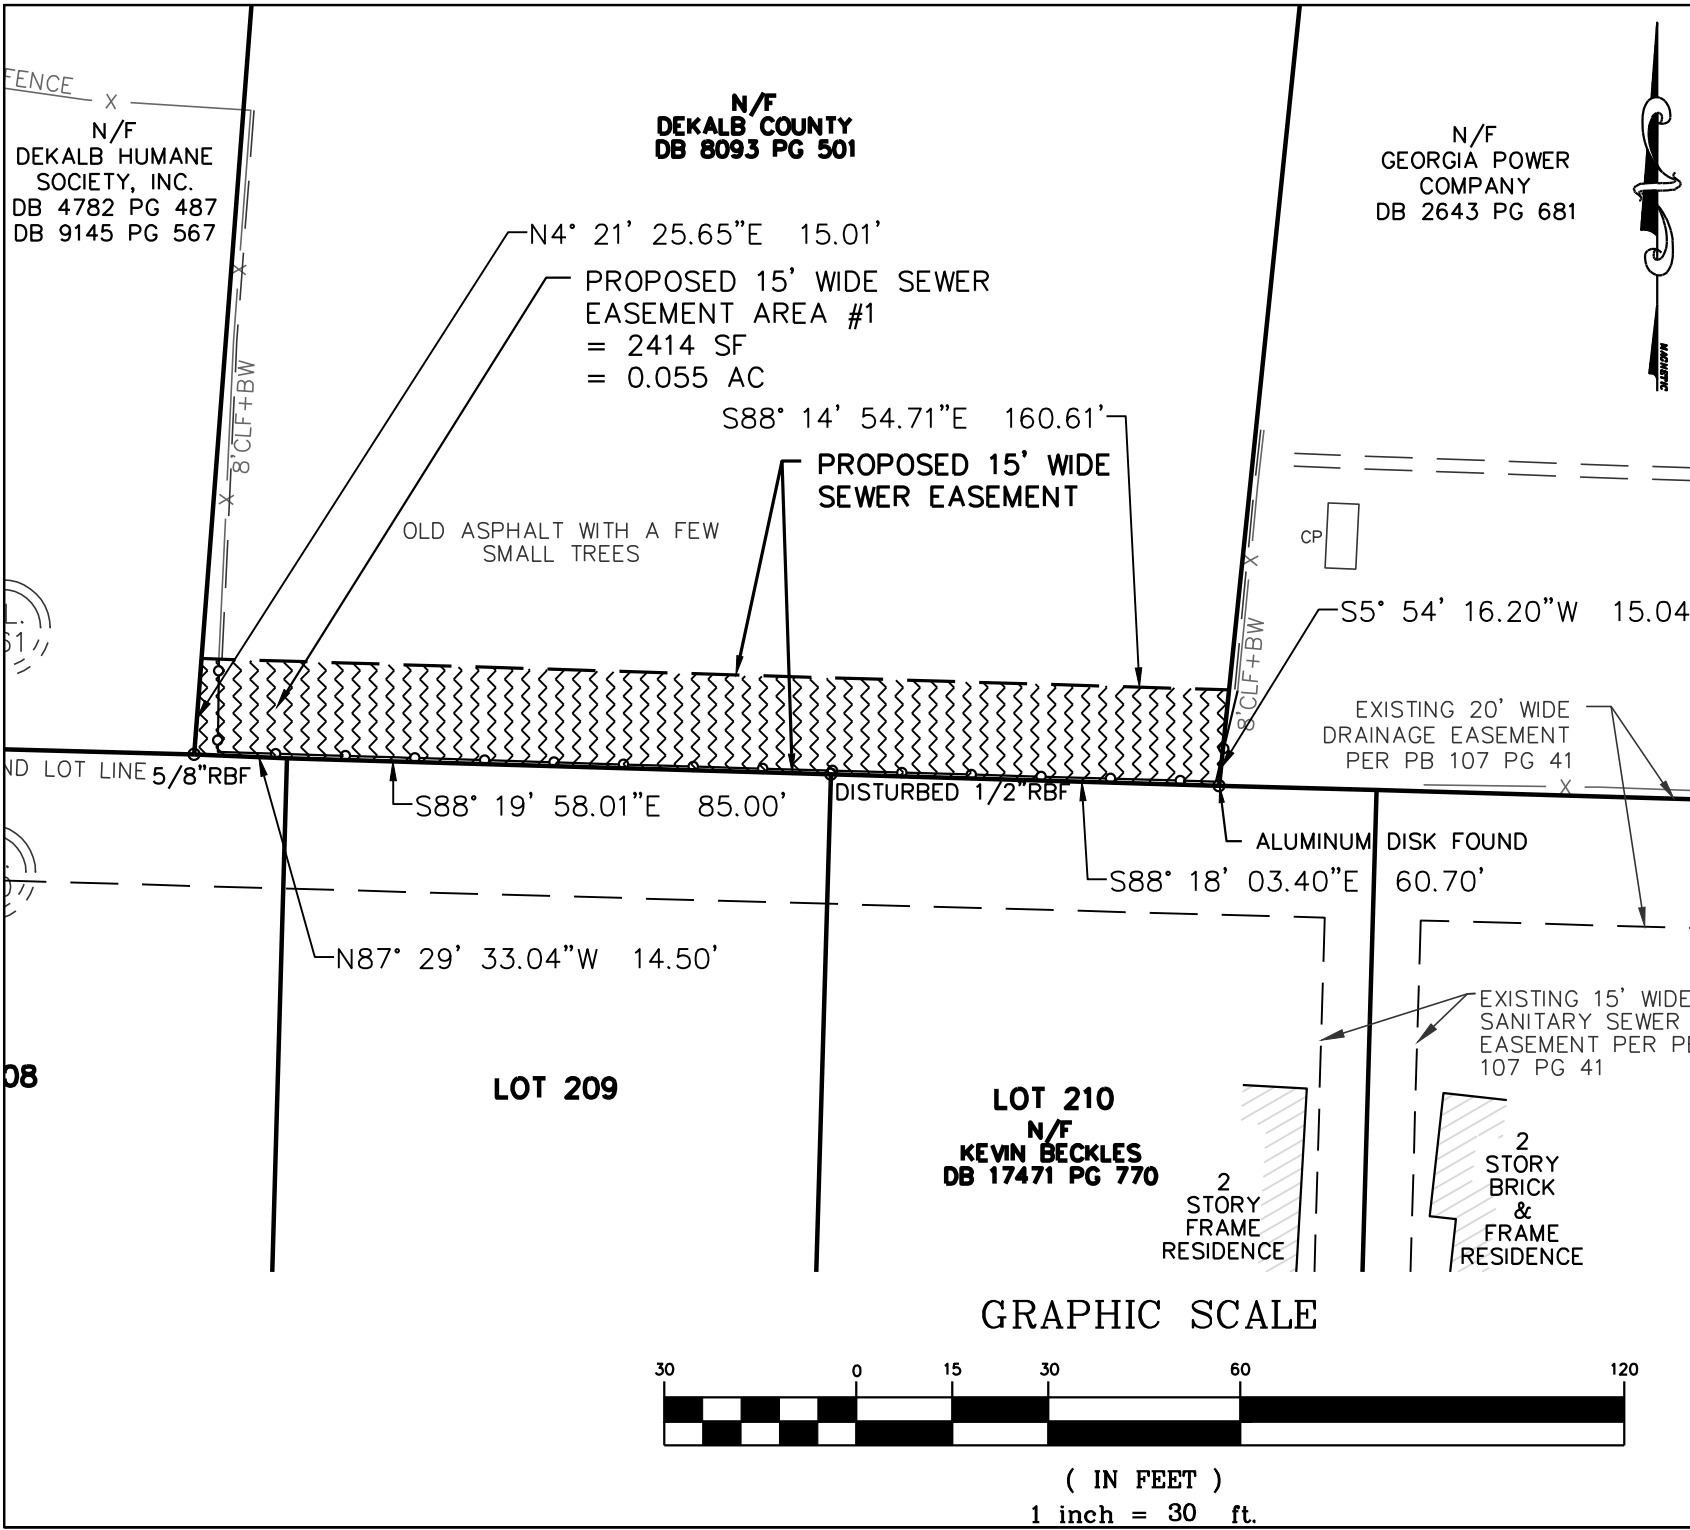 FENCE
X
N/F
DEKALB HUMANE
SOCIETY, INC.
DB 4782 PG 487
DB 9145 PG 567
N/F
DEKALB COUNTY
DB 8093 PG 501
N/F
GEORGIA POWER
COMPANY
DB 2643 PG 681
MAGNETIC
N4° 21' 25.65"E 15.01'
PROPOSED 15' WIDE SEWER
EASEMENT AREA #1
= 2414 SF
= 0.055 AC
X
8'CLF+BW
X
S88° 14' 54.71"E 160.61'
PROPOSED 15' WIDE
SEWER EASEMENT
OLD ASPHALT WITH A FEW
SMALL TREES
CP
X
8'CLF+BW
S5° 54' 16.20"W 15.04
L.
61
EXISTING 20' WIDE
DRAINAGE EASEMENT
PER PB 107 PG 41
X
ND LOT LINE
5/8"RBF
S88° 19' 58.01"E 85.00'
DISTURBED 1/2"RBF
ALUMINUM DISK FOUND
S88° 18' 03.40"E 60.70'
N87° 29' 33.04"W 14.50'
EXISTING 15' WIDE
SANITARY SEWER
EASEMENT PER PB
107 PG 41
08
LOT 209
LOT 210
N/F
KEVIN BECKLES
DB 17471 PG 770
2
STORY
FRAME
RESIDENCE
2
STORY
BRICK
&
FRAME
RESIDENCE
GRAPHIC SCALE
30 0 15 30 60 120
( IN FEET )
1 inch = 30 ft.